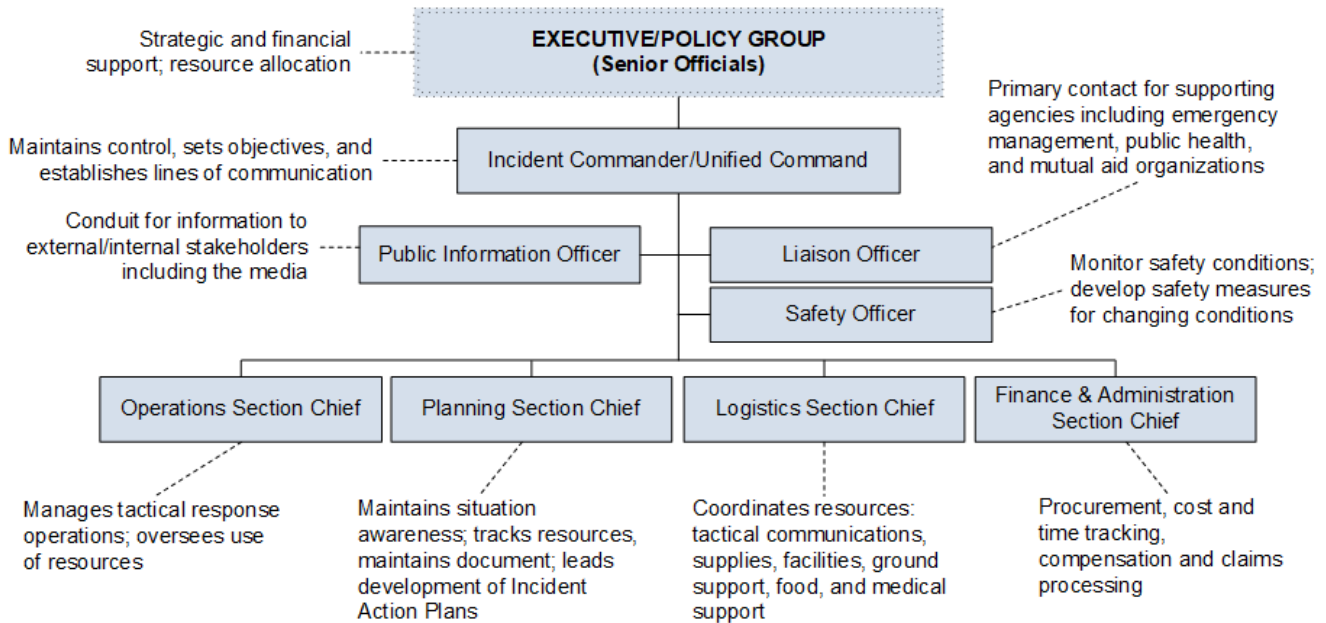 Strategic and financial
support; resource allocation
EXECUTIVE/POLICY GROUP
(Senior Officials)
Primary contact for supporting
agencies including emergency
management, public health,
and mutual aid organizations
Maintains control, sets objectives, and
establishes lines of communication
Incident Commander/Unified Command
Conduit for information to
external/internal stakeholders
including the media
Public Information Officer
Liaison Officer
Monitor safety conditions;
develop safety measures
for changing conditions
Safety Officer
Operations Section Chief
Planning Section Chief
Logistics Section Chief
Finance & Administration
Section Chief
Manages tactical response
operations; oversees use
of resources
Maintains situation
awareness; tracks resources,
maintains document; leads
development of Incident
Action Plans
Coordinates resources:
tactical communications,
supplies, facilities, ground
support, food, and medical
support
Procurement, cost and
time tracking,
compensation and claims
processing